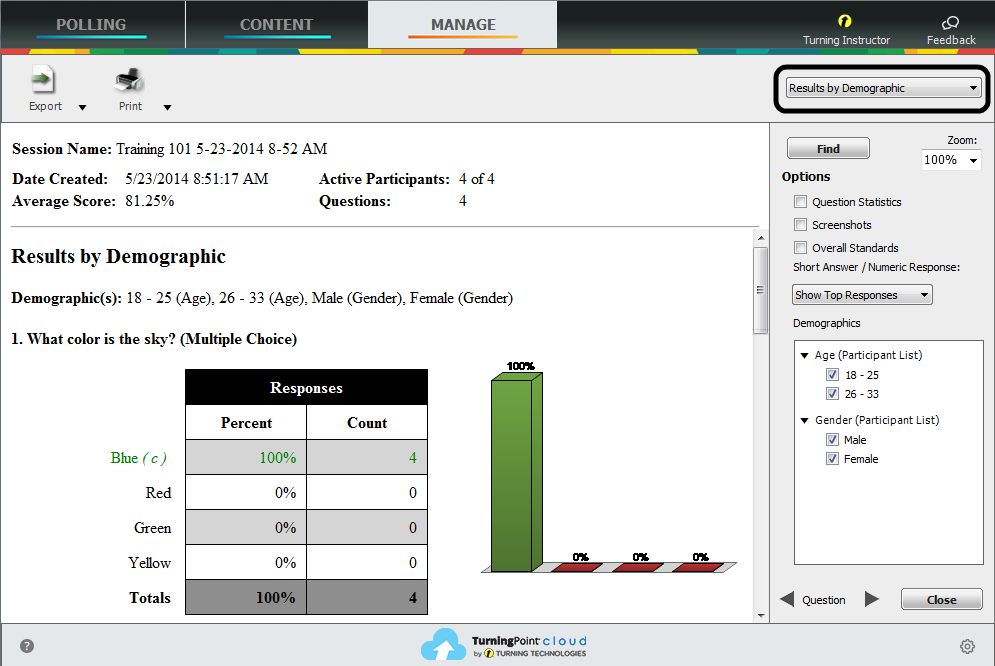 POLLING CONTENT MANAGE
Turning Instructor Feedback
Export Print
Results by Demographic
Session Name: Training 101 5-23-2014 8-52 AM
Date Created: 5/23/2014 8:51:17 AM Active Participants: 4 of 4
Average Score: 81.25% Questions: 4
Results by Demographic
Demographic(s): 18 - 25 (Age), 26 - 33 (Age), Male (Gender), Female (Gender)
1. What color is the sky? (Multiple Choice)
Responses
Percent Count
Blue ( c ) 100% 4
Red 0% 0
Green 0% 0
Yellow 0% 0
Totals 100% 4
100%
0% 0% 0%
Find
Zoom:
100%
Options
Question Statistics
Screenshots
Overall Standards
Short Answer / Numeric Response:
Show Top Responses
Demographics
Age (Participant List)
18 - 25
26 - 33
Gender (Participant List)
Male
Female
Question Close
?
TurningPoint cloud
by TURNING TECHNOLOGIES